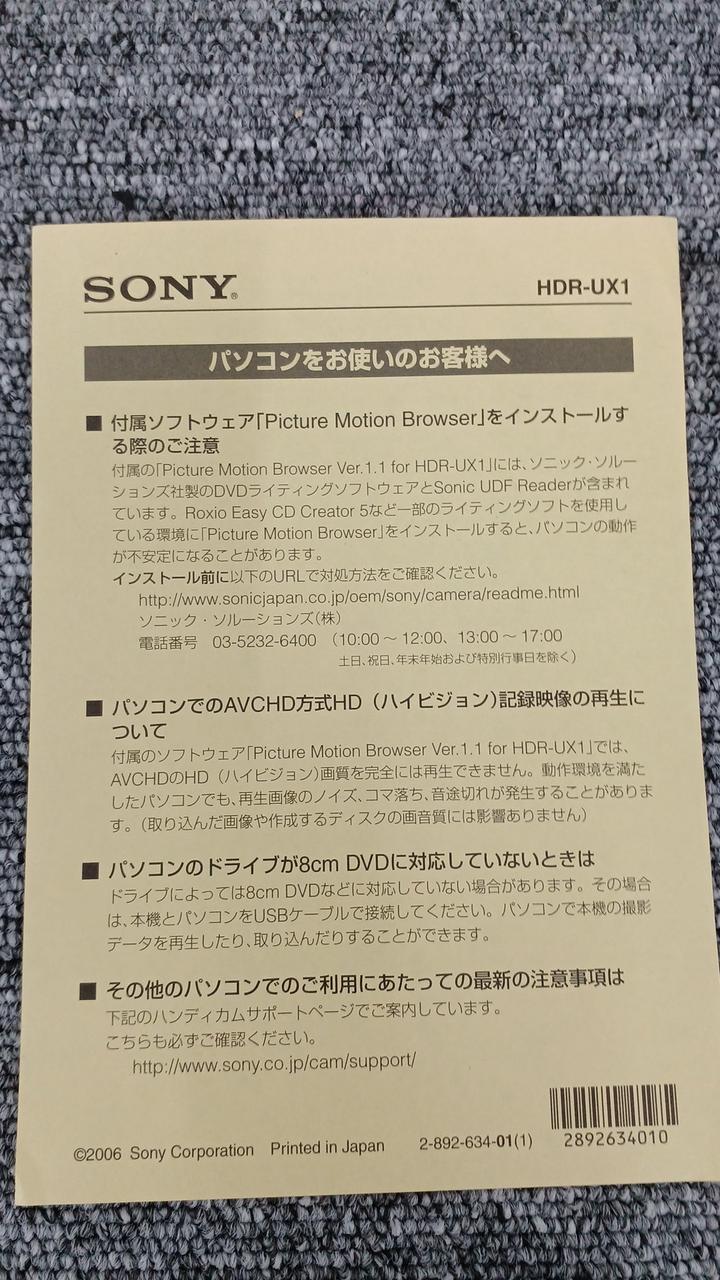 SONY®
HDR-UX1
パソコンをお使いのお客様へ
■ 付属ソフトウェア「Picture Motion Browser」をインストールす
る際のご注意
付属の「Picture Motion Browser Ver.1.1 for HDR-UX1」には、ソニック・ソルー
ションズ社製のDVDライティングソフトウェアとSonic UDF Readerが含まれ
ています。Roxio Easy CD Creator 5など一部のライティングソフトを使用し
ている環境に「Picture Motion Browser」をインストールすると、パソコンの動作
が不安定になることがあります。
インストール前に以下のURLで対処方法をご確認ください。
http://www.sonicjapan.co.jp/oem/sony/camera/readme.html
ソニック・ソルーションズ(株)
電話番号 03-5232-6400 (10:00～12:00、13:00～17:00
土日、祝日、年末年始および特別行事日を除く)
■ パソコンでのAVCHD方式HD(ハイビジョン)記録映像の再生に
ついて
付属のソフトウェア「Picture Motion Browser Ver.1.1 for HDR-UX1」では、
AVCHDのHD(ハイビジョン)画質を完全には再生できません。動作環境を満た
したパソコンでも、再生画像のノイズ、コマ落ち、音途切れが発生することがありま
す。(取り込んだ画像や作成するディスクの画音質には影響ありません)
■ パソコンのドライブが8cm DVDに対応していないときは
ドライブによっては8cm DVDなどに対応していない場合があります。その場合
は、本機とパソコンをUSBケーブルで接続してください。パソコンで本機の撮影
データを再生したり、取り込んだりすることができます。
■ その他のパソコンでのご利用にあたっての最新の注意事項は
下記のハンディカムサポートページでご案内しています。
こちらも必ずご確認ください。
http://www.sony.co.jp/cam/support/
©2006 Sony Corporation Printed in Japan 2-892-634-01(1)
2892634010